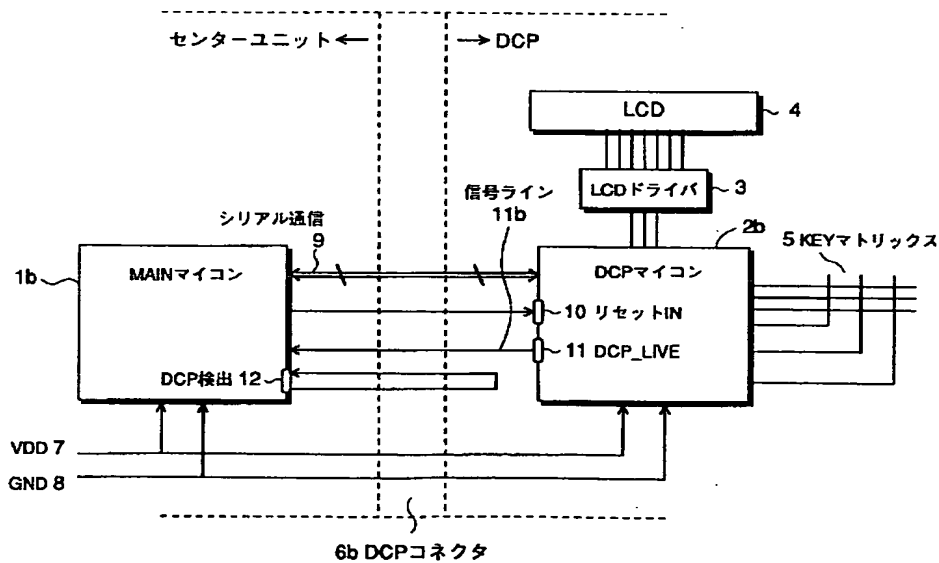 センターユニット
DCP
LCD
4
LCDドライバ
3
信号ライン
11b
シリアル通信
9
2b
5 KEYマトリックス
1b
MAINマイコン
DCPマイコン
10 リセットIN
11 DCP_LIVE
DCP検出 12
VDD 7
GND 8
6b DCPコネクタ